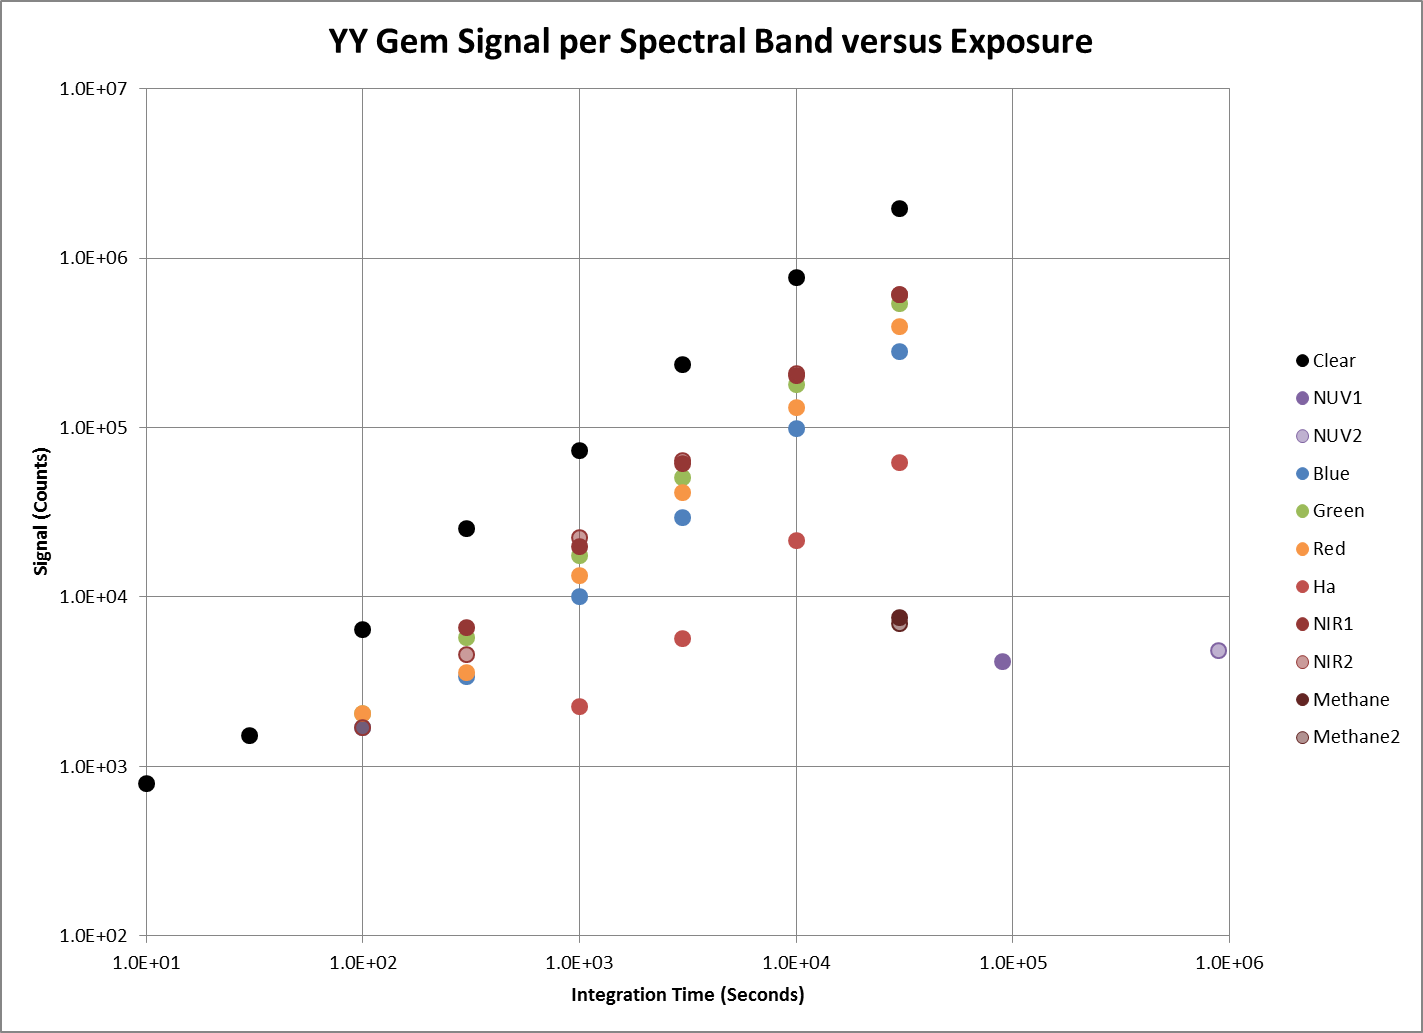 YY Gem Signal per Spectral Band versus Exposure
1.0E+07
1.0E+06
1.0E+05
1.0E+04
1.0E+03
1.0E+02
Signal (Counts)
1.0E+01
1.0E+02
1.0E+03
1.0E+04
1.0E+05
1.0E+06
Integration Time (Seconds)
Clear
NUV1
NUV2
Blue
Green
Red
Ha
NIR1
NIR2
Methane
Methane2